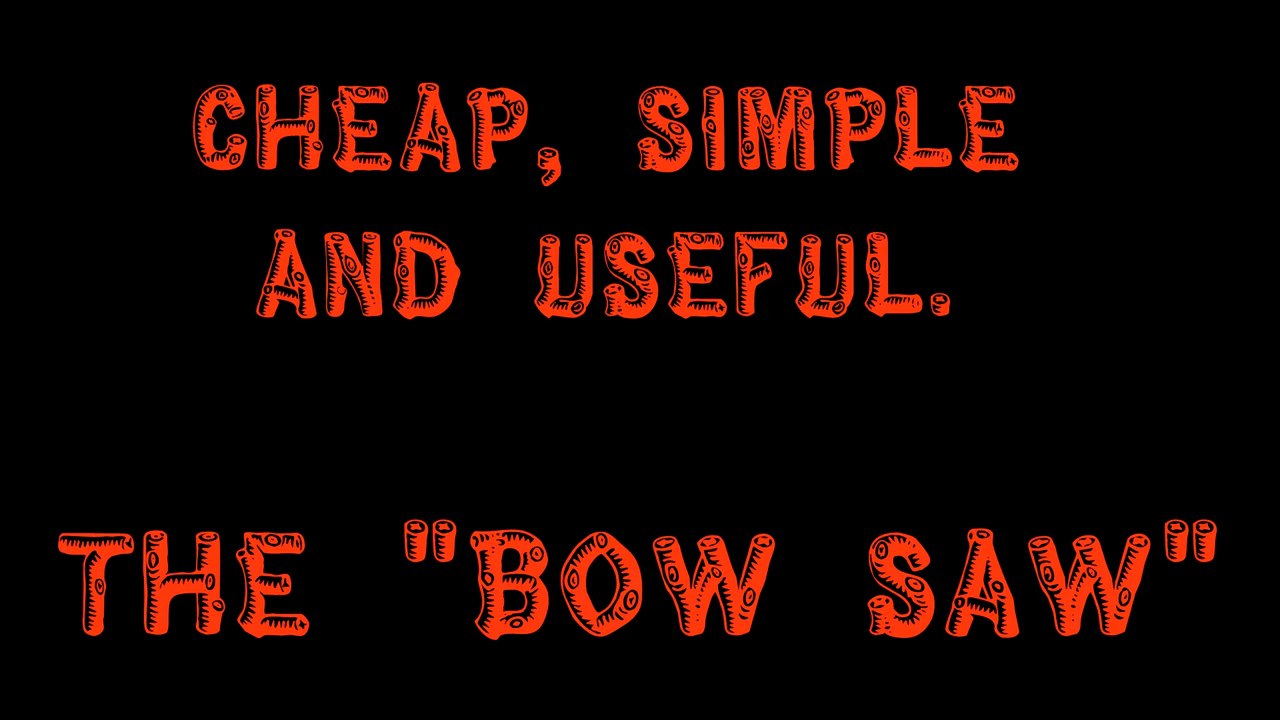 CHEAP, SIMPLE
AND USEFUL.
THE "BOW SAW"